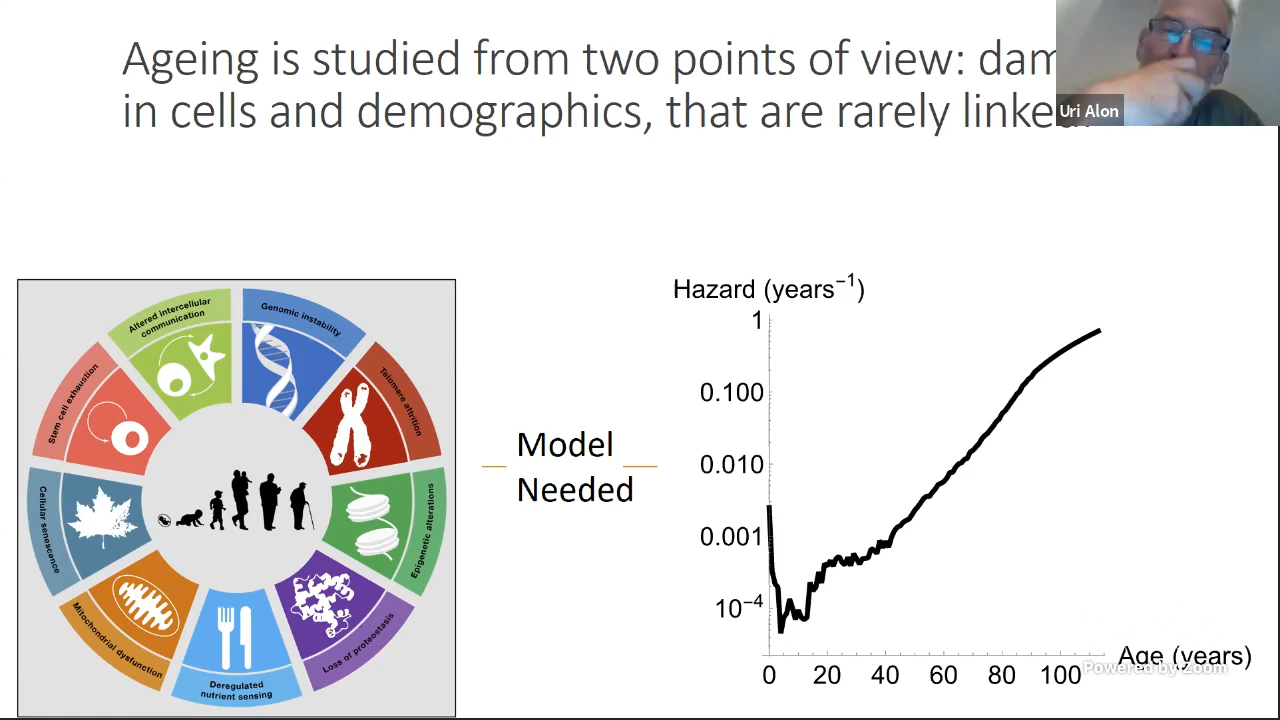 Ageing is studied from two points of view:
in cells and demographics, that are rarely
Uri Alon
Altered intercellular
communication
Genomic instability
Stem cell exhaustion
Telomere attrition
Cellular senescence
Epigenetic alterations
Mitochondrial dysfunction
Loss of proteostasis
Deregulated
nutrient sensing
Model
Needed
Hazard (years⁻¹)
1
0.100
0.010
0.001
10⁻⁴
0 20 40 60 80 100
Age (years)
Powered by Zoom